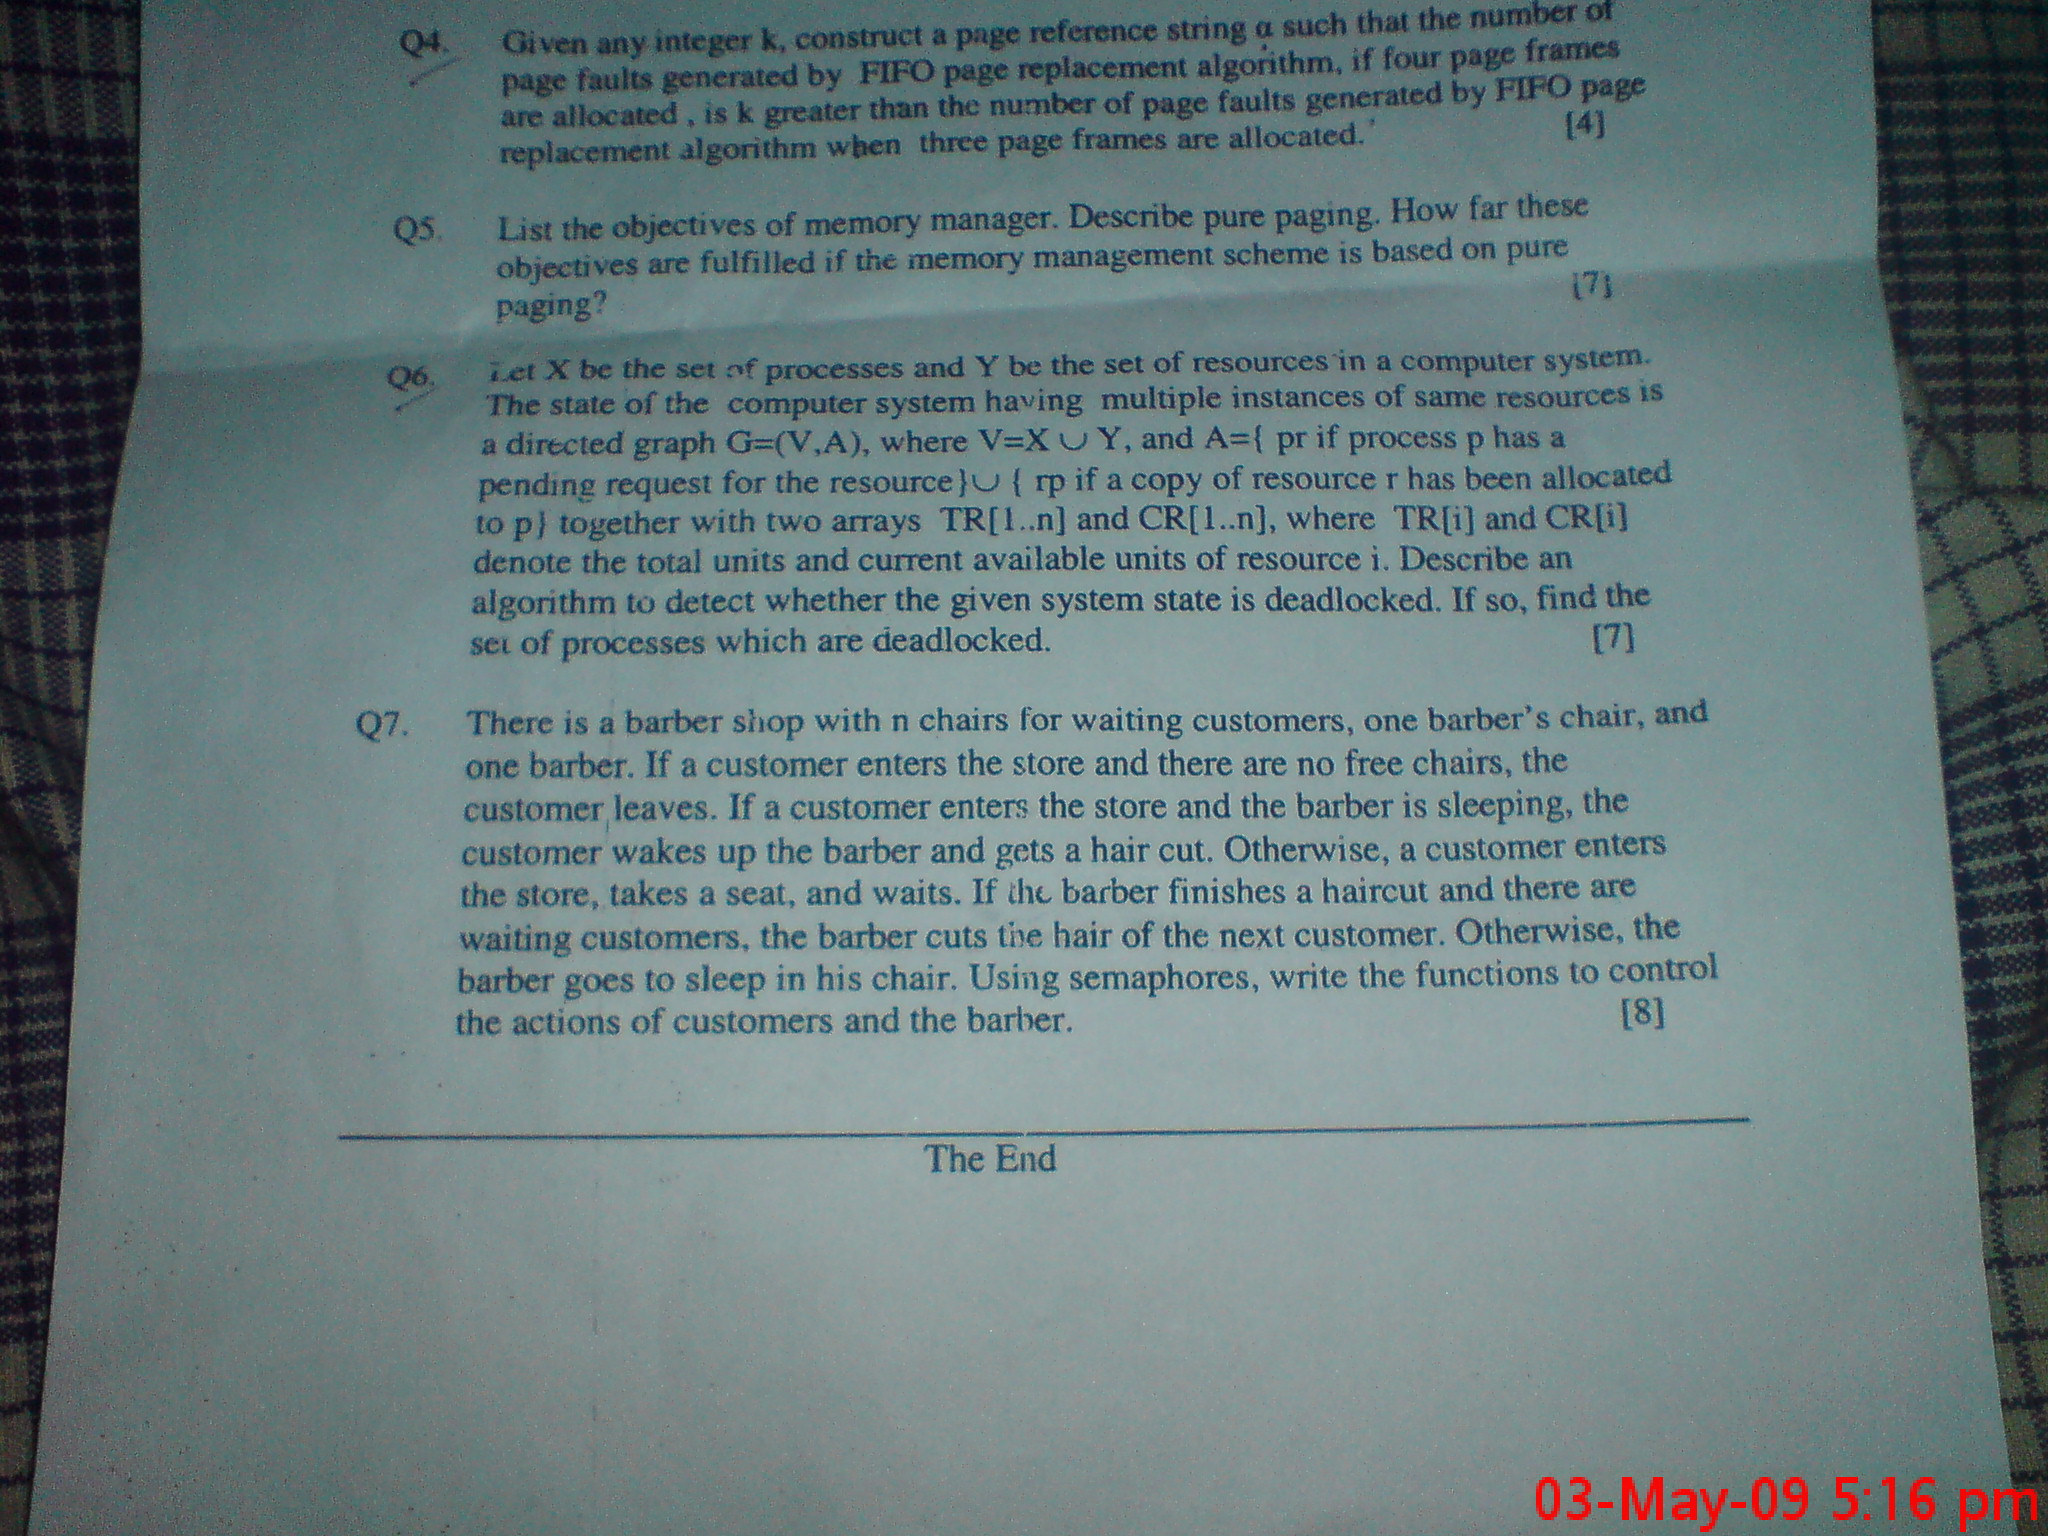 Q4. Given any integer k, construct a page reference string α such that the number of
page faults generated by FIFO page replacement algorithm, if four page frames
are allocated , is k greater than the number of page faults generated by FIFO page
replacement algorithm when three page frames are allocated. [4]
Q5. List the objectives of memory manager. Describe pure paging. How far these
objectives are fulfilled if the memory management scheme is based on pure
paging? [7]
Q6. Let X be the set of processes and Y be the set of resources in a computer system.
The state of the computer system having multiple instances of same resources is
a directed graph G=(V,A), where V=X ∪ Y, and A={ pr if process p has a
pending request for the resource}∪ { rp if a copy of resource r has been allocated
to p} together with two arrays TR[1..n] and CR[1..n], where TR[i] and CR[i]
denote the total units and current available units of resource i. Describe an
algorithm to detect whether the given system state is deadlocked. If so, find the
set of processes which are deadlocked. [7]
Q7. There is a barber shop with n chairs for waiting customers, one barber's chair, and
one barber. If a customer enters the store and there are no free chairs, the
customer leaves. If a customer enters the store and the barber is sleeping, the
customer wakes up the barber and gets a hair cut. Otherwise, a customer enters
the store, takes a seat, and waits. If the barber finishes a haircut and there are
waiting customers, the barber cuts the hair of the next customer. Otherwise, the
barber goes to sleep in his chair. Using semaphores, write the functions to control
the actions of customers and the barber. [8]
The End
03-May-09 5:16 pm